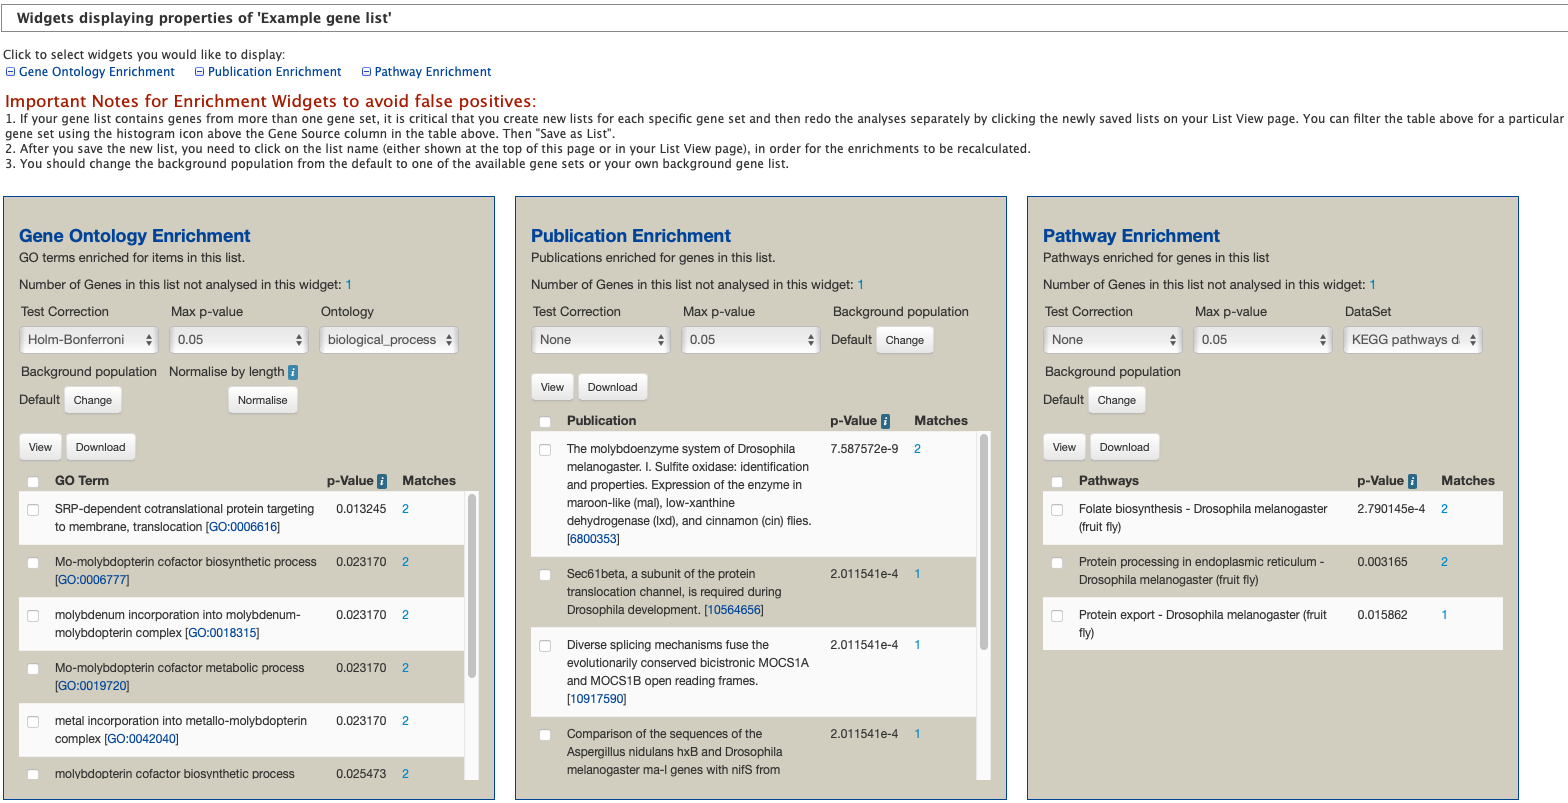 Widgets displaying properties of 'Example gene list'
Click to select widgets you would like to display:
Gene Ontology Enrichment Publication Enrichment Pathway Enrichment
Important Notes for Enrichment Widgets to avoid false positives:
1. If your gene list contains genes from more than one gene set, it is critical that you create new lists for each specific gene set and then redo the analyses separately by clicking the newly saved lists on your List View page. You can filter the table above for a particular
gene set using the histogram icon above the Gene Source column in the table above. Then "Save as List".
2. After you save the new list, you need to click on the list name (either shown at the top of this page or in your List View page), in order for the enrichments to be recalculated.
3. You should change the background population from the default to one of the available gene sets or your own background gene list.
Gene Ontology Enrichment
GO terms enriched for items in this list.
Number of Genes in this list not analysed in this widget: 1
Test Correction Max p-value Ontology
Holm-Bonferroni 0.05 biological_process
Background population Normalise by length i
Default Change Normalise
View Download
GO Term p-Value i Matches
SRP-dependent cotranslational protein targeting 0.013245 2
to membrane, translocation [GO:0006616]
Mo-molybdopterin cofactor biosynthetic process 0.023170 2
[GO:0006777]
molybdenum incorporation into molybdenum- 0.023170 2
molybdopterin complex [GO:0018315]
Mo-molybdopterin cofactor metabolic process 0.023170 2
[GO:0019720]
metal incorporation into metallo-molybdopterin 0.023170 2
complex [GO:0042040]
molybdopterin cofactor biosynthetic process 0.025473 2
Publication Enrichment
Publications enriched for genes in this list.
Number of Genes in this list not analysed in this widget: 1
Test Correction Max p-value Background population
None 0.05 Default Change
View Download
Publication p-Value i Matches
The molybdoenzyme system of Drosophila 7.587572e-9 2
melanogaster. I. Sulfite oxidase: identification
and properties. Expression of the enzyme in
maroon-like (mal), low-xanthine
dehydrogenase (lxd), and cinnamon (cin) flies.
[6800353]
Sec61beta, a subunit of the protein 2.011541e-4 1
translocation channel, is required during
Drosophila development. [10564656]
Diverse splicing mechanisms fuse the 2.011541e-4 1
evolutionarily conserved bicistronic MOCS1A
and MOCS1B open reading frames.
[10917590]
Comparison of the sequences of the 2.011541e-4 1
Aspergillus nidulans hxB and Drosophila
melanogaster ma-l genes with nifS from
Pathway Enrichment
Pathways enriched for genes in this list
Number of Genes in this list not analysed in this widget: 1
Test Correction Max p-value DataSet
None 0.05 KEGG pathways d
Background population
Default Change
View Download
Pathways p-Value i Matches
Folate biosynthesis - Drosophila melanogaster 2.790145e-4 2
(fruit fly)
Protein processing in endoplasmic reticulum - 0.003165 2
Drosophila melanogaster (fruit fly)
Protein export - Drosophila melanogaster (fruit 0.015862 1
fly)